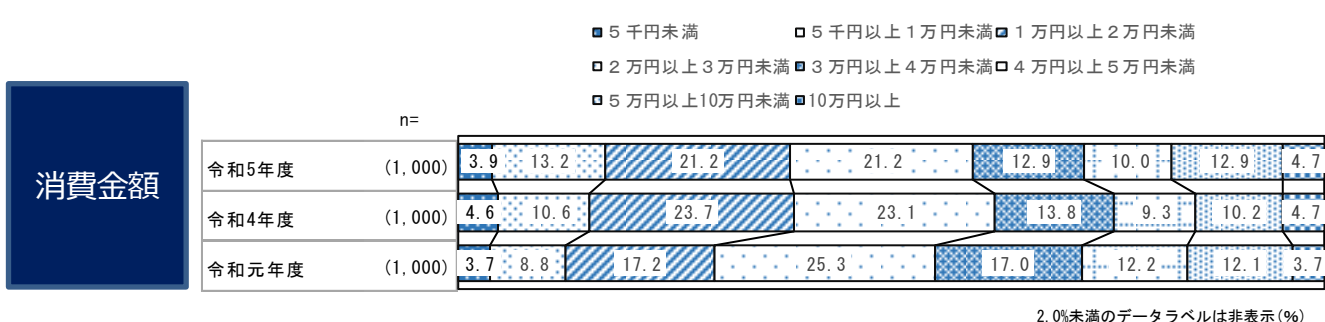 ５千円未満 ５千円以上１万円未満 １万円以上２万円未満
２万円以上３万円未満 ３万円以上４万円未満 ４万円以上５万円未満
５万円以上10万円未満 10万円以上
n=
消費金額
令和5年度 (1,000) 3.9 13.2 21.2 21.2 12.9 10.0 12.9 4.7
令和4年度 (1,000) 4.6 10.6 23.7 23.1 13.8 9.3 10.2 4.7
令和元年度 (1,000) 3.7 8.8 17.2 25.3 17.0 12.2 12.1 3.7
2.0%未満のデータラベルは非表示(%)